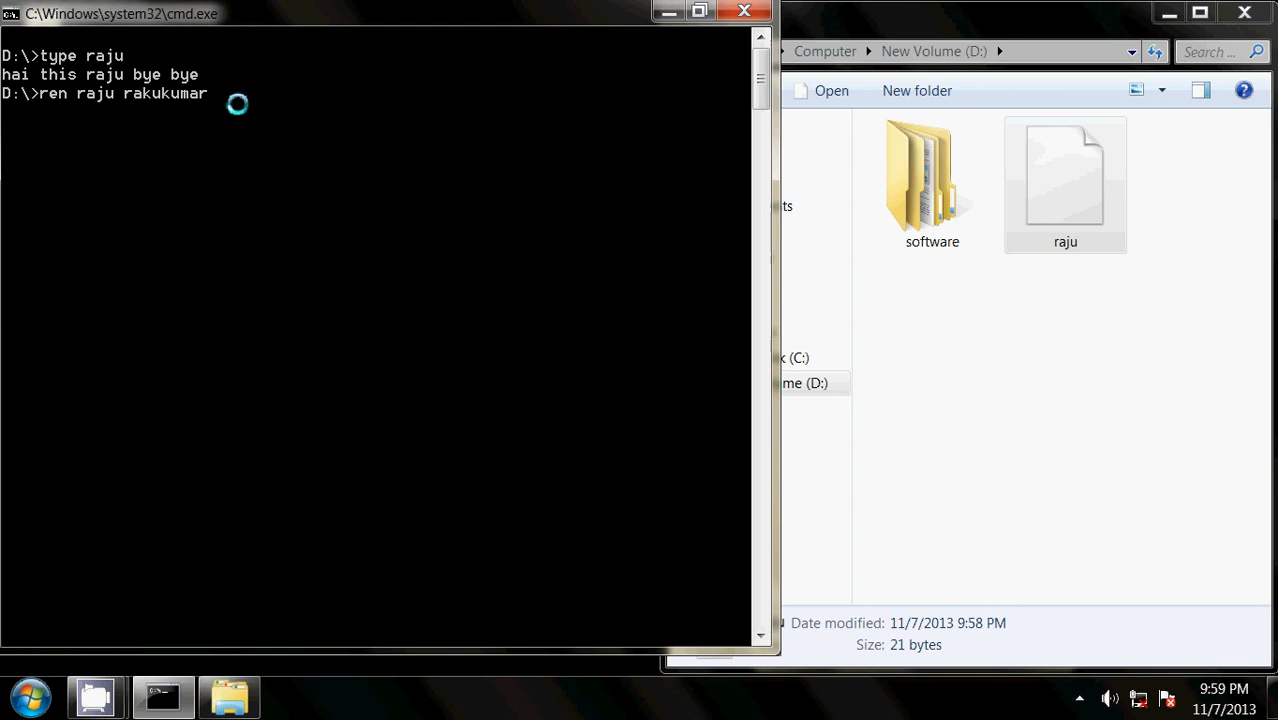 C:\Windows\system32\cmd.exe
D:\>type raju
hai this raju bye bye
D:\>ren raju rakukumar
Computer
New Volume (D:)
Search ...
Open
New folder
ts
(C:)
me (D:)
software
raju
Date modified: 11/7/2013 9:58 PM
Size: 21 bytes
9:59 PM
11/7/2013